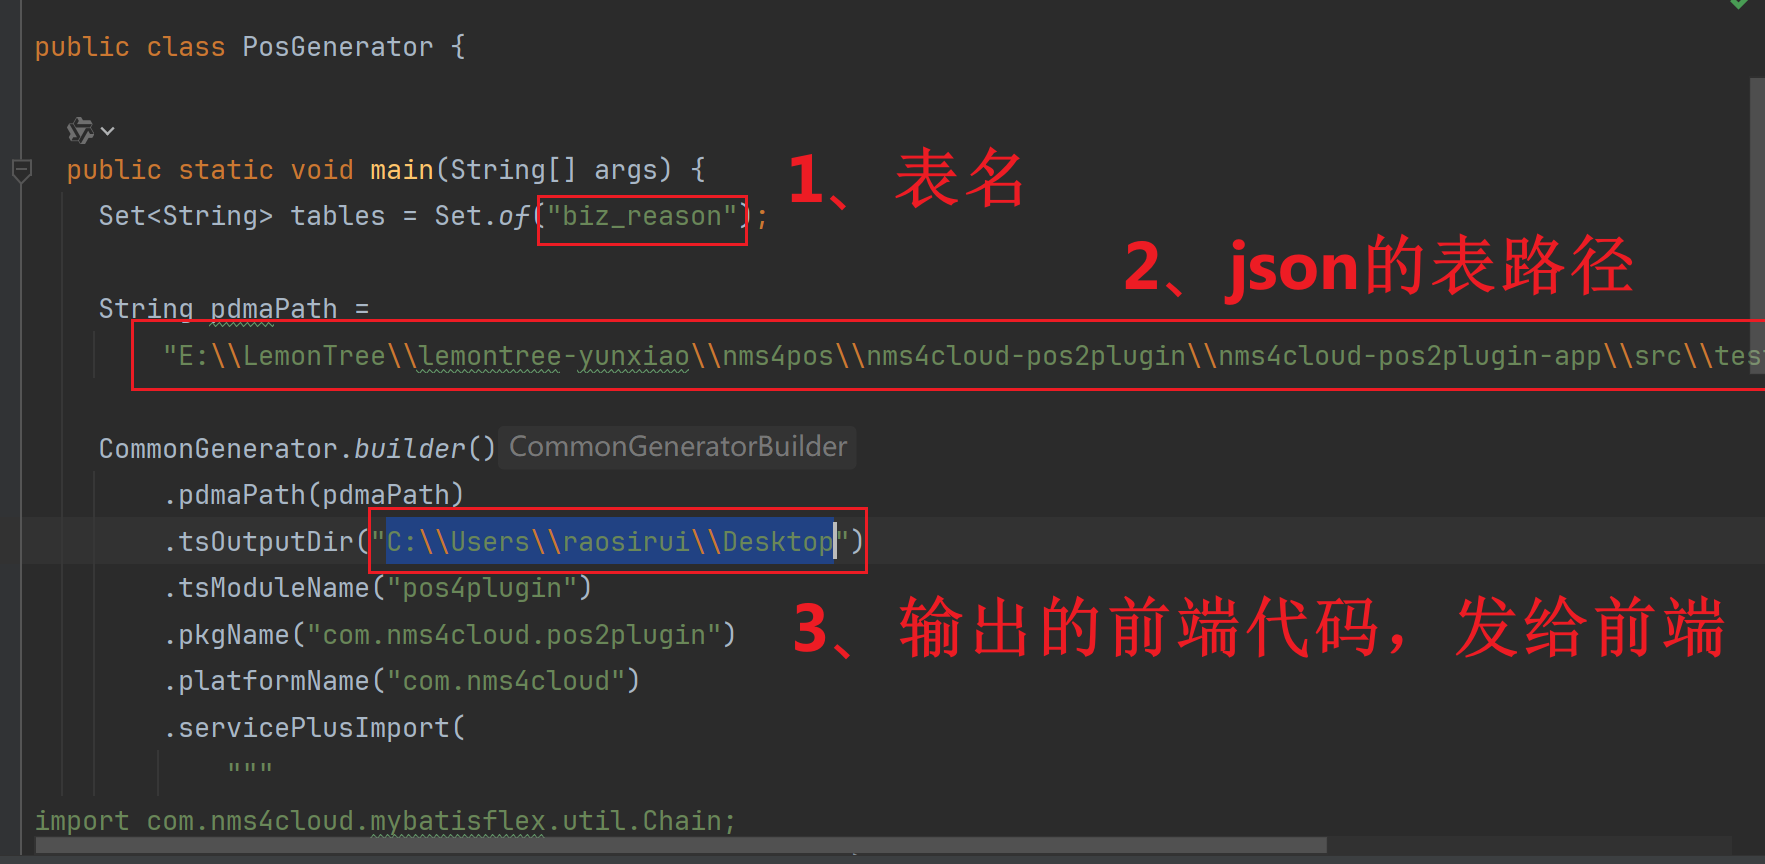 public class PosGenerator {
public static void main(String[] args) {
1、表名
Set<String> tables = Set.of("biz_reason");
2、json的表路径
String pdmaPath =
"E:\\LemonTree\\lemontree-yunxiao\\nms4pos\\nms4cloud-pos2plugin\\nms4cloud-pos2plugin-app\\src\\tes
CommonGenerator.builder() CommonGeneratorBuilder
.pdmaPath(pdmaPath)
.tsOutputDir("C:\\Users\\raosirui\\Desktop")
.tsModuleName("pos4plugin")
3、输出的前端代码，发给前端
.pkgName("com.nms4cloud.pos2plugin")
.platformName("com.nms4cloud")
.servicePlusImport(
"""
import com.nms4cloud.mybatisflex.util.Chain;